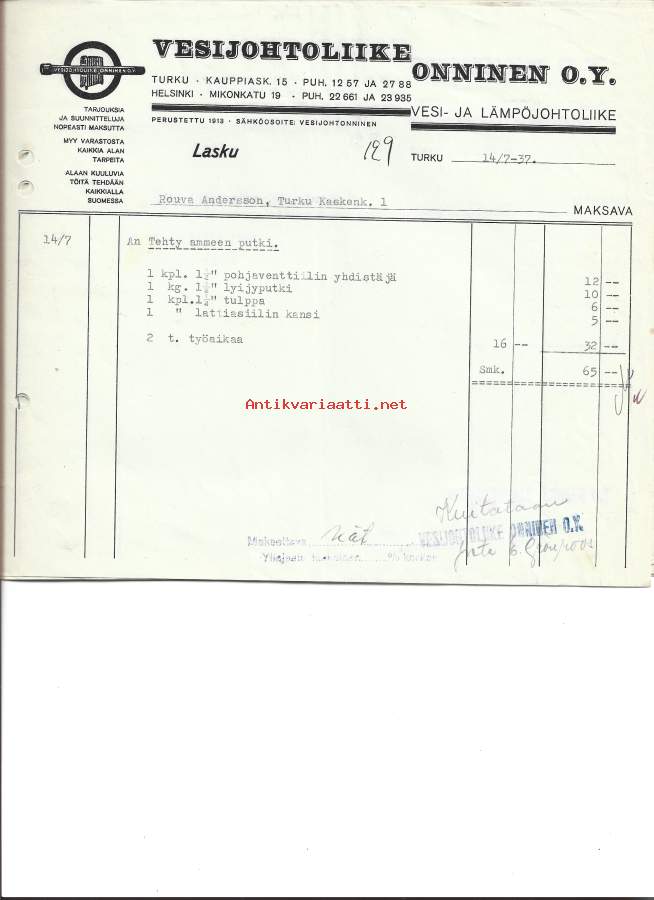 VESIJOHTOLIIKE ONNINEN O.Y.
VESIJOHTOLIIKE
ONNINEN O.Y.
TURKU · KAUPPIASK. 15 · PUH. 12 57 JA 27 88
HELSINKI · MIKONKATU 19 · PUH. 22 661 JA 23 935
VESI- JA LÄMPÖJOHTOLIIKE
PERUSTETTU 1913 · SÄHKÖOSOITE: VESIJOHTONNINEN
TARJOUKSIA
JA SUUNNITTELUJA
NOPEASTI MAKSUTTA
MYY VARASTOSTA
KAIKKIA ALAN
TARPEITA
ALAAN KUULUVIA
TÖITÄ TEHDÄÄN
KAIKKIALLA
SUOMESSA
Lasku
129
TURKU 14/7-37.
Rouva Andersson, Turku Kaskenk. 1
MAKSAVA
14/7 An Tehty ammeen putki.
1 kpl. 1½" pohjaventtiilin yhdistäjä 12 --
1 kg. 1¼" lyijyputki 10 --
1 kpl. 1¼" tulppa 6 --
1 " lattiasiilin kansi 5 --
2 t. työaikaa 16 -- 32 --
Smk. 65 --
Antikvariaatti.net
Kuitataan
Maksettava
VESIJOHTOLIIKE ONNINEN O.Y.